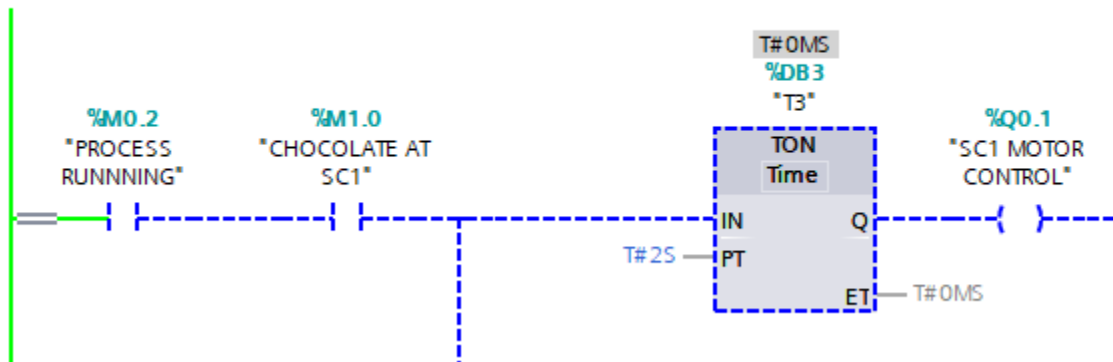 T#0MS
%DB3
"T3"
%M0.2
"PROCESS
RUNNNING"
%M1.0
"CHOCOLATE AT
SC1"
TON
Time
%Q0.1
"SC1 MOTOR
CONTROL"
IN
Q
T#2S
PT
ET
T#0MS